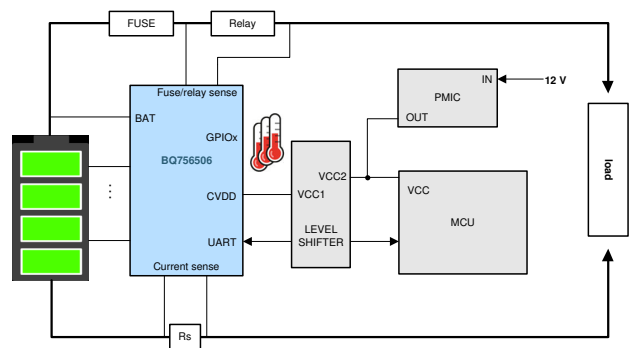 FUSE
Relay
Fuse/relay sense
BAT
GPIOx
BQ756506
CVDD
UART
Current sense
Rs
VCC1
VCC2
LEVEL
SHIFTER
IN
PMIC
OUT
12 V
VCC
MCU
load
⋮